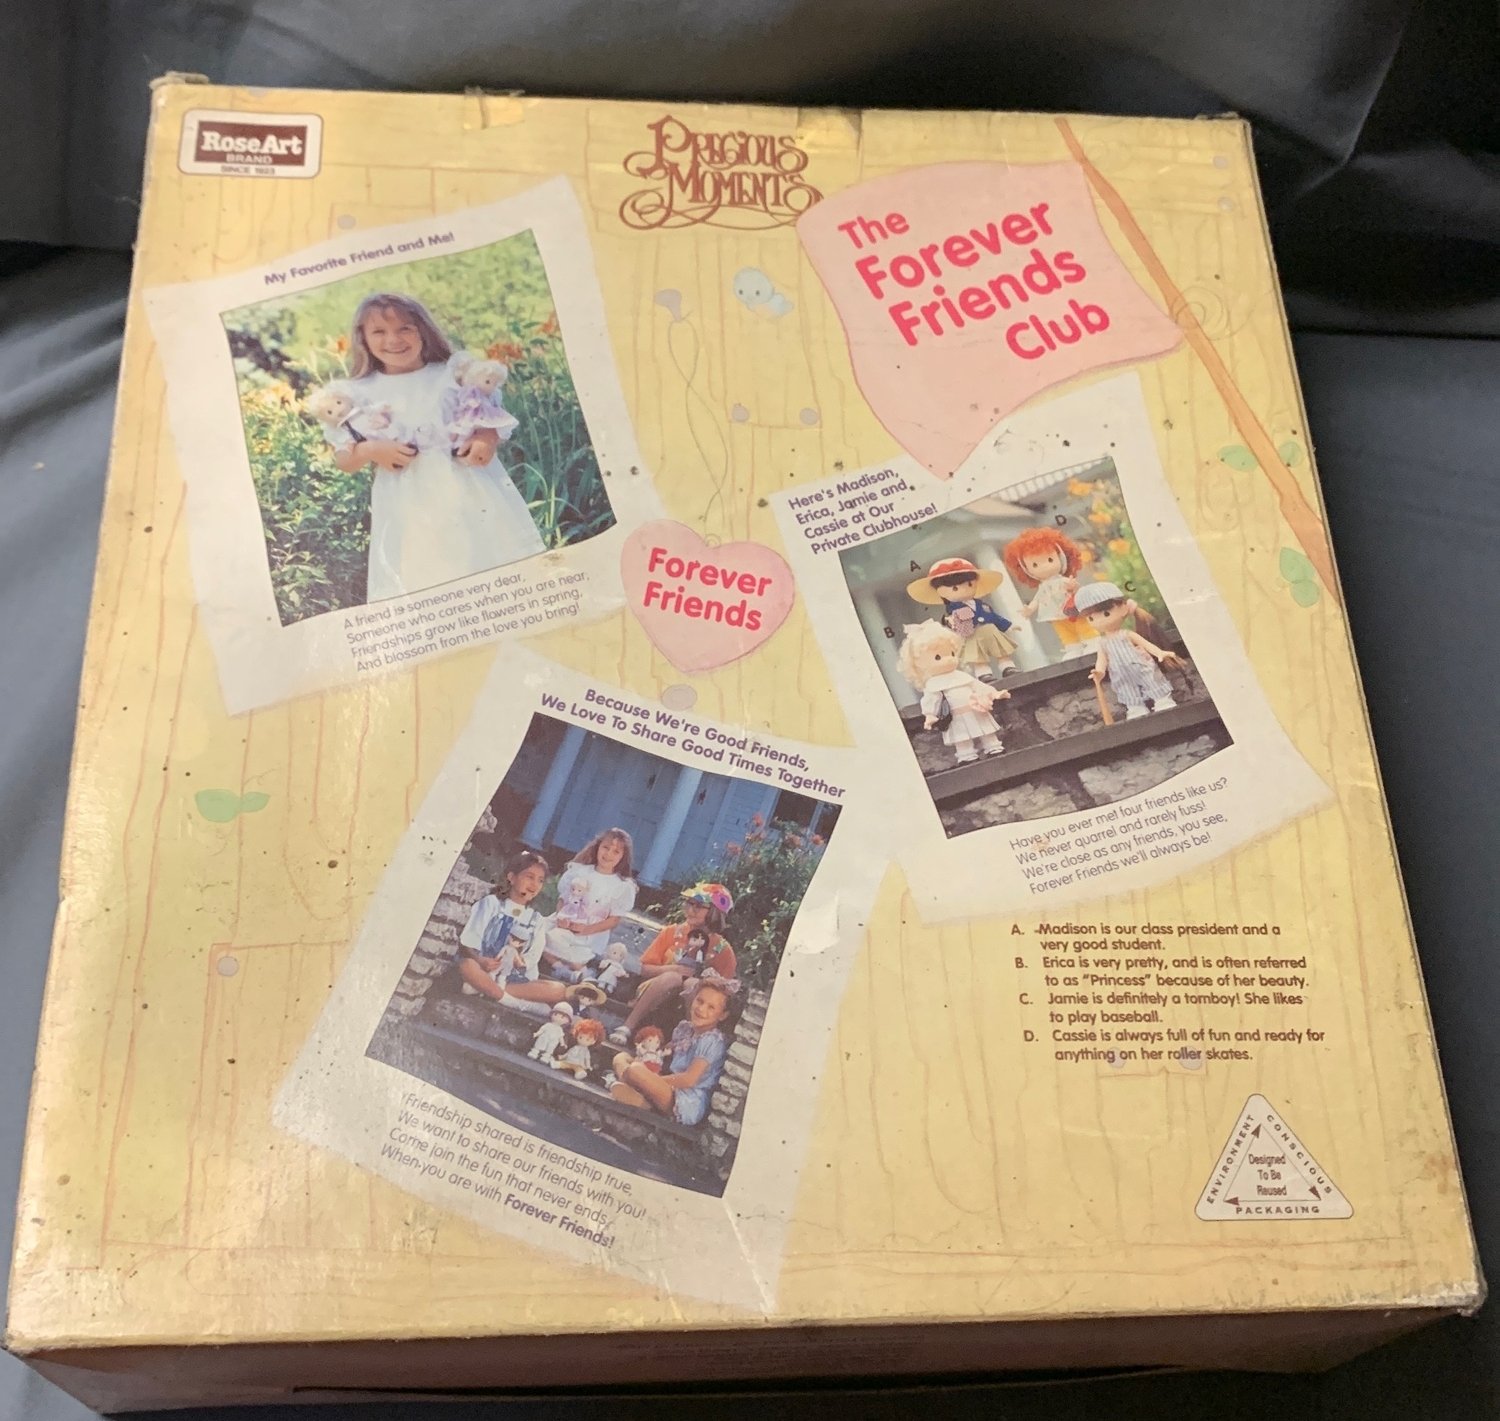 RoseArt
BRAND
SINCE 1923
PRECIOUS
MOMENTS
The
Forever
Friends
Club
My Favorite Friend and Me!
A friend is someone very dear,
Someone who cares when you are near,
Friendships grow like flowers in spring,
And blossom from the love you bring!
Forever
Friends
Here's Madison,
Erica, Jamie and
Cassie at Our
Private Clubhouse!
A
D
C
B
Have you ever met four friends like us?
We never quarrel and rarely fuss!
We're close as any friends, you see,
Forever Friends we'll always be!
Because We're Good Friends,
We Love To Share Good Times Together
Friendship shared is friendship true,
We want to share our friends with you!
Come join the fun that never ends,
When you are with Forever Friends!
A. Madison is our class president and a
very good student.
B. Erica is very pretty, and is often referred
to as "Princess" because of her beauty.
C. Jamie is definitely a tomboy! She likes
to play baseball.
D. Cassie is always full of fun and ready for
anything on her roller skates.
ENVIRONMENT
CONSCIOUS
PACKAGING
Designed
To Be
Reused